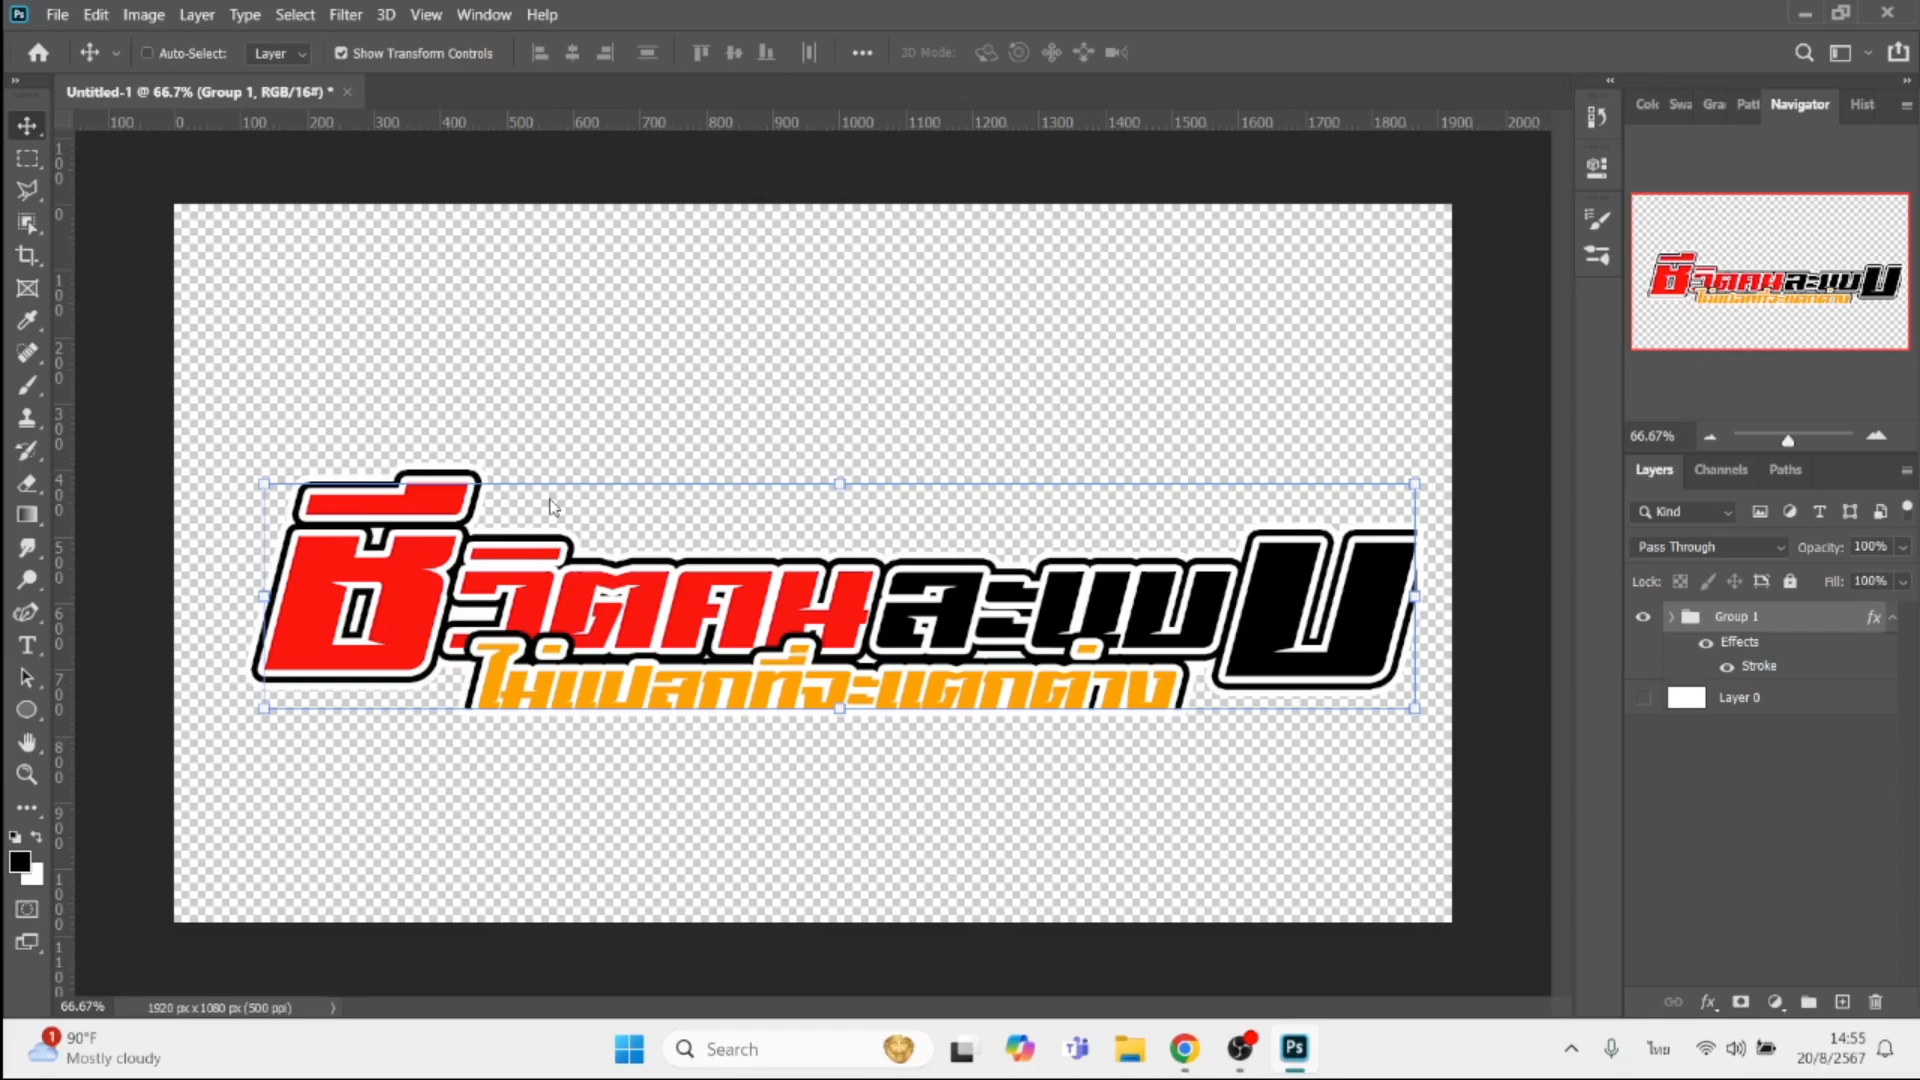 File Edit Image Layer Type Select Filter 3D View Window Help
Auto-Select: Layer Show Transform Controls 3D Mode:
Untitled-1 @ 66.7% (Group 1, RGB/16#) *
100 0 100 200 300 400 500 600 700 800 900 1000 1100 1200 1300 1400 1500 1600 1700 1800 1900 2000
Navigator Hist
ชีวิตคนละแบบ
ไม่แปลกที่จะแตกต่าง
66.67%
Layers Channels Paths
Kind
Pass Through Opacity: 100%
Lock: Fill: 100%
Group 1 fx
Effects
Stroke
Layer 0
66.67% 1920 px x 1080 px (500 ppi)
1 90°F
Mostly cloudy
Search
ไทย
14:55
20/8/2567